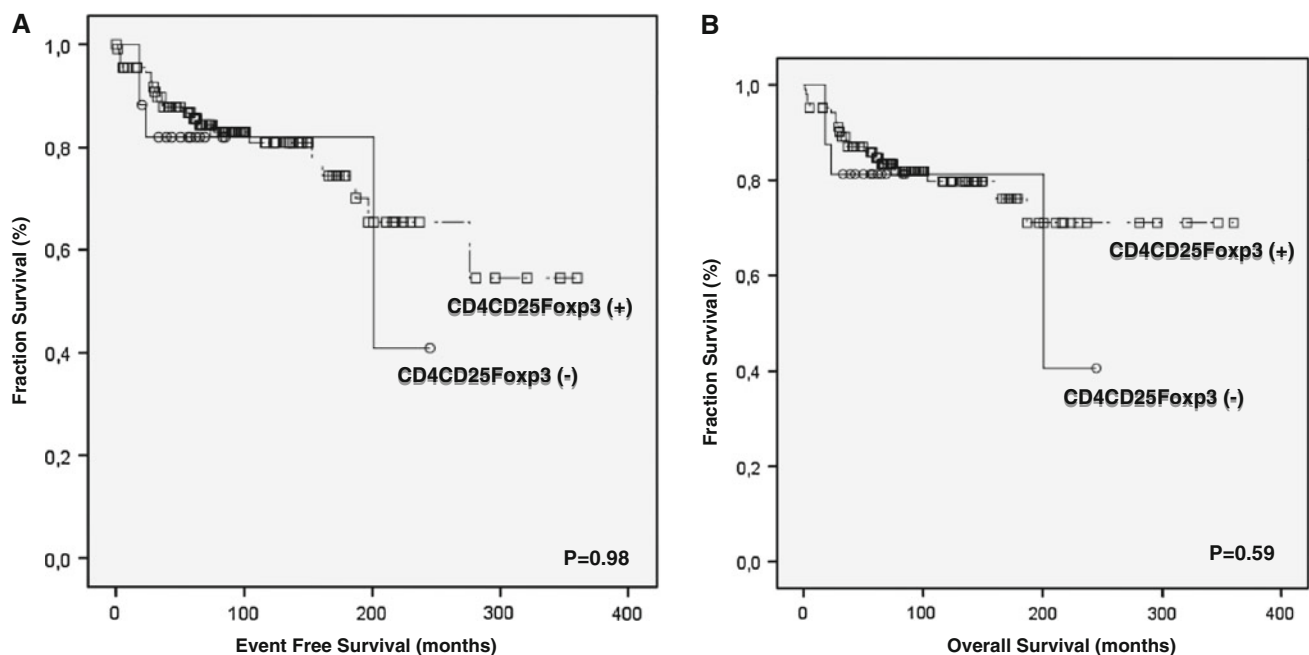 A
1,0
0,8
0,6
0,4
0,2
0,0
Fraction Survival (%)
CD4CD25Foxp3 (+)
CD4CD25Foxp3 (-)
P=0.98
0 100 200 300 400
Event Free Survival (months)
B
1,0
0,8
0,6
0,4
0,2
0,0
Fraction Survival (%)
CD4CD25Foxp3 (+)
CD4CD25Foxp3 (-)
P=0.59
0 100 200 300 400
Overall Survival (months)